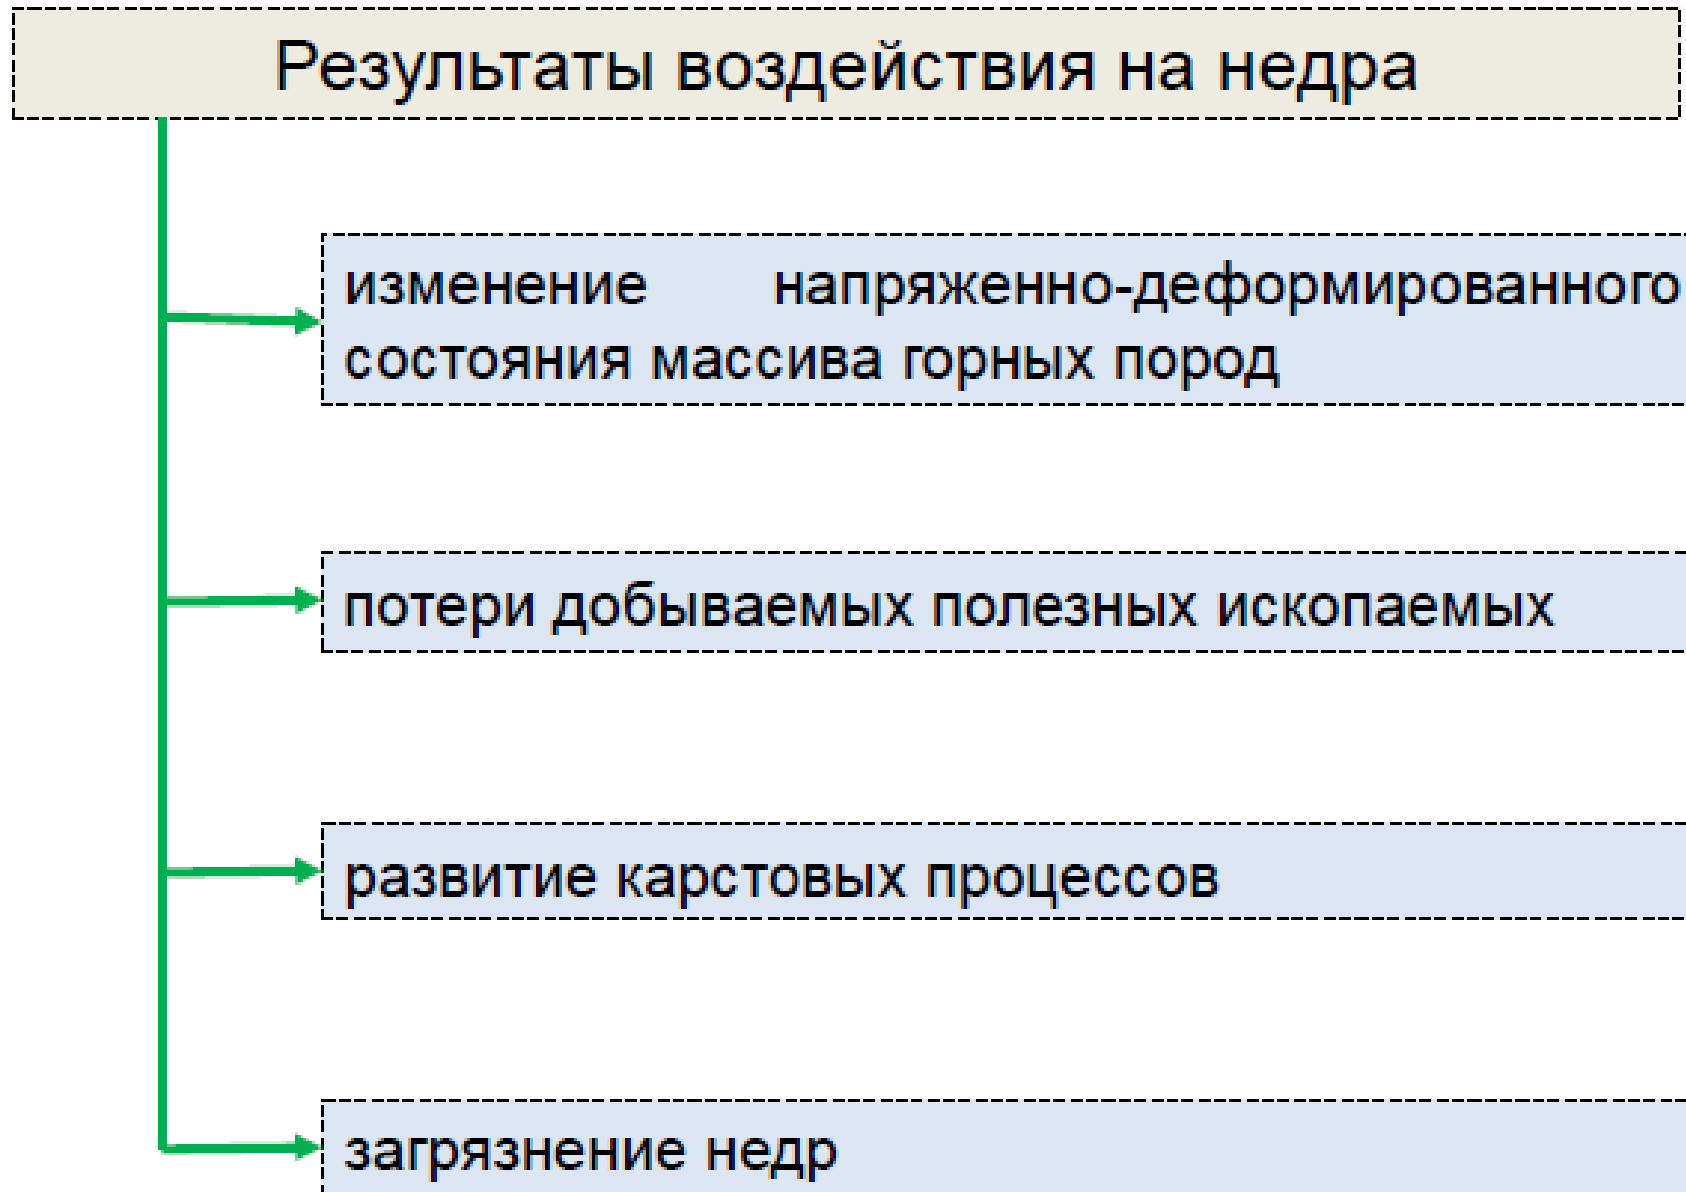 Результаты воздействия на недра
изменение напряженно-деформированного
состояния массива горных пород
потери добываемых полезных ископаемых
развитие карстовых процессов
загрязнение недр